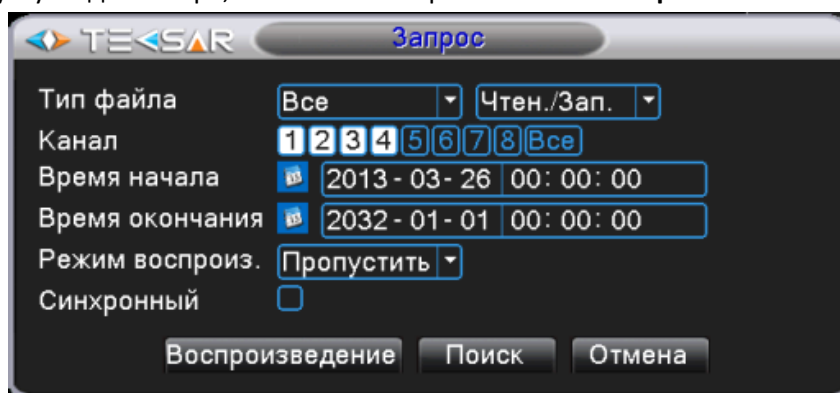 TECSAR Запрос
Тип файла Все Чтен./Зап.
Канал 1 2 3 4 5 6 7 8 Все
Время начала 2013-03-26 00:00:00
Время окончания 2032-01-01 00:00:00
Режим воспроиз. Пропустить
Синхронный
Воспроизведение Поиск Отмена